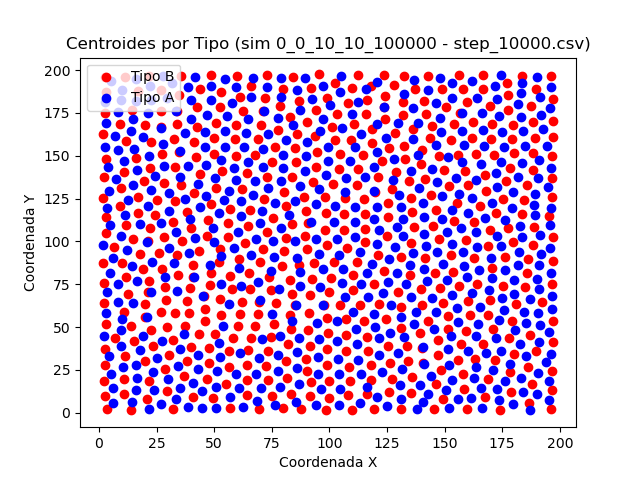 Centroides por Tipo (sim 0_0_10_10_100000 - step_10000.csv)
Tipo B
Tipo A
200
175
150
125
100
75
50
25
0
Coordenada Y
0 25 50 75 100 125 150 175 200
Coordenada X